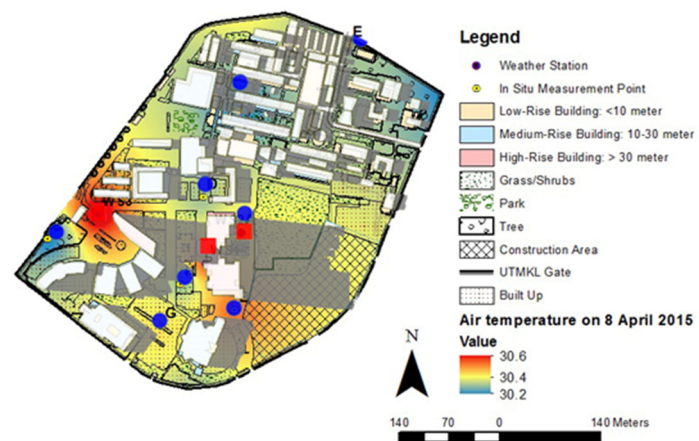 E
Legend
Weather Station
In Situ Measurement Point
Low-Rise Building: <10 meter
Medium-Rise Building: 10-30 meter
High-Rise Building: > 30 meter
Grass/Shrubs
Park
Tree
Construction Area
UTMKL Gate
Built Up
G
Air temperature on 8 April 2015
Value
30.6
30.4
30.2
N
140 70 0 140 Meters